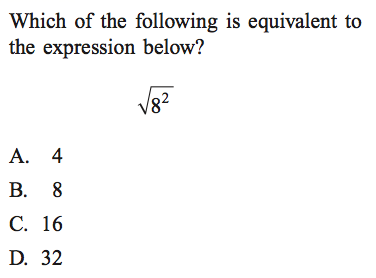 Which of the following is equivalent to
the expression below?
√8²
A. 4
B. 8
C. 16
D. 32